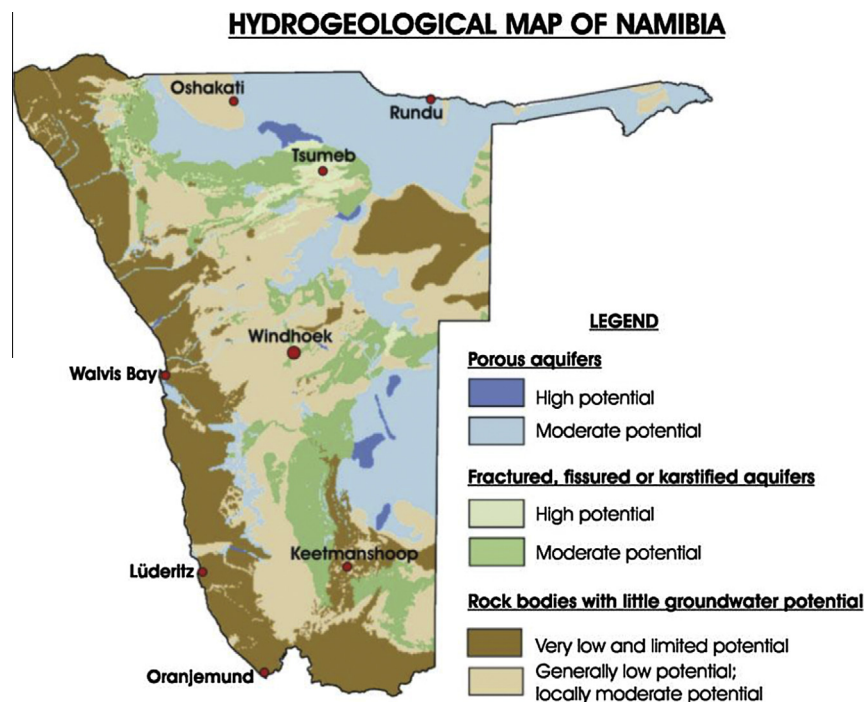 HYDROGEOLOGICAL MAP OF NAMIBIA
Oshakati
Rundu
Tsumeb
Windhoek
Walvis Bay
Keetmanshoop
Lüderitz
Oranjemund
LEGEND
Porous aquifers
High potential
Moderate potential
Fractured, fissured or karstified aquifers
High potential
Moderate potential
Rock bodies with little groundwater potential
Very low and limited potential
Generally low potential;
locally moderate potential